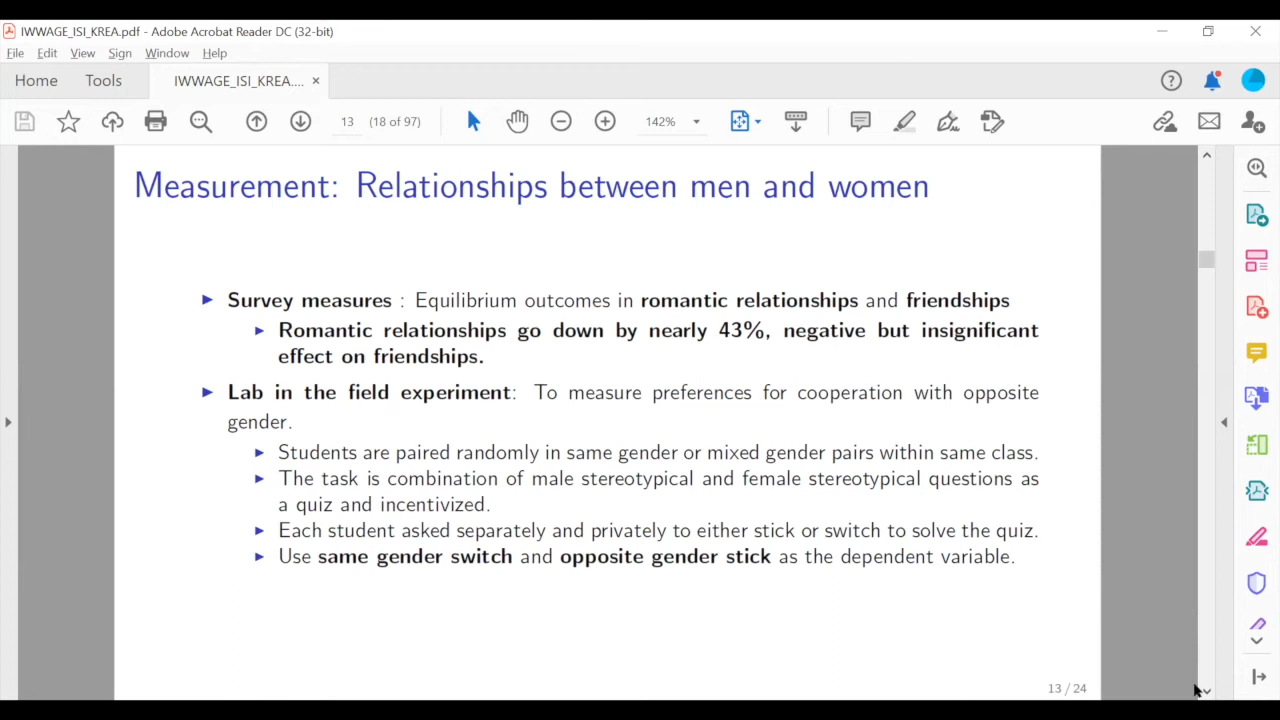 IWWAGE_ISI_KREA.pdf - Adobe Acrobat Reader DC (32-bit)
File Edit View Sign Window Help
Home Tools IWWAGE_ISI_KREA.... ×
13 (18 of 97) 142%
Measurement: Relationships between men and women
Survey measures : Equilibrium outcomes in romantic relationships and friendships
Romantic relationships go down by nearly 43%, negative but insignificant
effect on friendships.
Lab in the field experiment: To measure preferences for cooperation with opposite
gender.
Students are paired randomly in same gender or mixed gender pairs within same class.
The task is combination of male stereotypical and female stereotypical questions as
a quiz and incentivized.
Each student asked separately and privately to either stick or switch to solve the quiz.
Use same gender switch and opposite gender stick as the dependent variable.
13 / 24